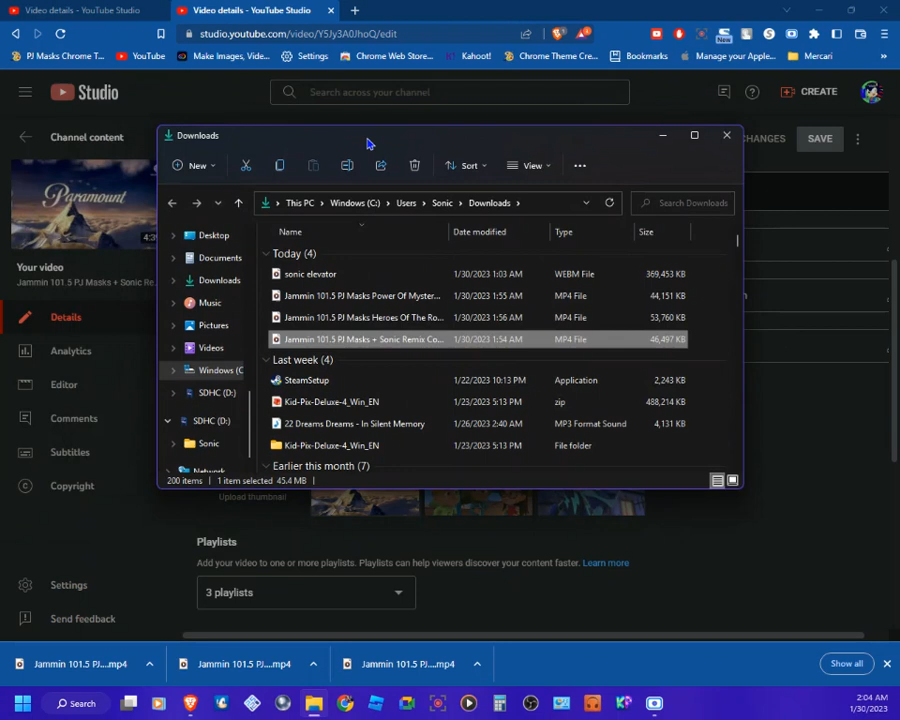 Video details - YouTube Studio
Video details - YouTube Studio
studio.youtube.com/video/Y5Jy3A0JhoQ/edit
New
PJ Masks Chrome T...
YouTube
Make Images, Vide...
Settings
Chrome Web Store...
Kahoot!
Chrome Theme Cre...
Bookmarks
Manage your Apple...
Mercari
Studio
Search across your channel
CREATE
Channel content
CHANGES
SAVE
Paramount
4:3
Your video
Jammin 101.5 PJ Masks + Sonic Re...
Details
Analytics
Editor
Comments
Subtitles
Copyright
Settings
Send feedback
Downloads
New
Sort
View
This PC
Windows (C:)
Users
Sonic
Downloads
Search Downloads
Desktop
Documents
Downloads
Music
Pictures
Videos
Windows (C
SDHC (D:)
SDHC (D:)
Sonic
Network
Name Date modified Type Size
Today (4)
sonic elevator 1/30/2023 1:03 AM WEBM File 369,453 KB
Jammin 101.5 PJ Masks Power Of Myster... 1/30/2023 1:55 AM MP4 File 44,151 KB
Jammin 101.5 PJ Masks Heroes Of The Ro... 1/30/2023 1:56 AM MP4 File 53,760 KB
Jammin 101.5 PJ Masks + Sonic Remix Co... 1/30/2023 1:54 AM MP4 File 46,497 KB
Last week (4)
SteamSetup 1/22/2023 10:13 PM Application 2,243 KB
Kid-Pix-Deluxe-4_Win_EN 1/23/2023 5:13 PM zip 488,214 KB
22 Dreams Dreams - In Silent Memory 1/26/2023 2:40 AM MP3 Format Sound 4,131 KB
Kid-Pix-Deluxe-4_Win_EN 1/23/2023 5:13 PM File folder
Earlier this month (7)
200 items 1 item selected 45.4 MB
Upload thumbnail
Playlists
Add your video to one or more playlists. Playlists can help viewers discover your content faster. Learn more
3 playlists
Jammin 101.5 PJ....mp4
Jammin 101.5 PJ....mp4
Jammin 101.5 PJ....mp4
Show all
Search
2:04 AM
1/30/2023